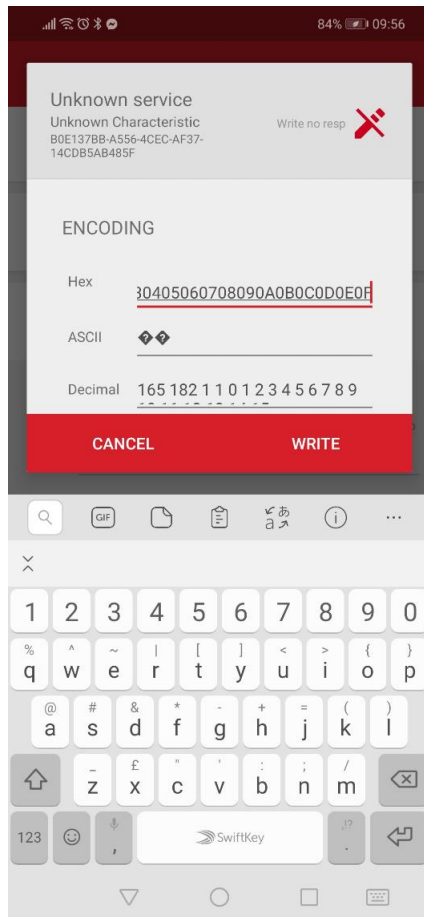 84% 09:56
Unknown service
Unknown Characteristic
B0E137BB-A556-4CEC-AF37-
14CDB5AB485F
Write no resp
ENCODING
Hex
30405060708090A0B0C0D0E0F
ASCII
��
Decimal
165 182 1 1 0 1 2 3 4 5 6 7 8 9
CANCEL
WRITE
GIF
あ
a
1 2 3 4 5 6 7 8 9 0
% ^ ~ | [ ] < > { }
q w e r t y u i o p
@ # & * - + = ( )
a s d f g h j k l
_ £ " ' : ; /
z x c v b n m
,!?
123 , SwiftKey .